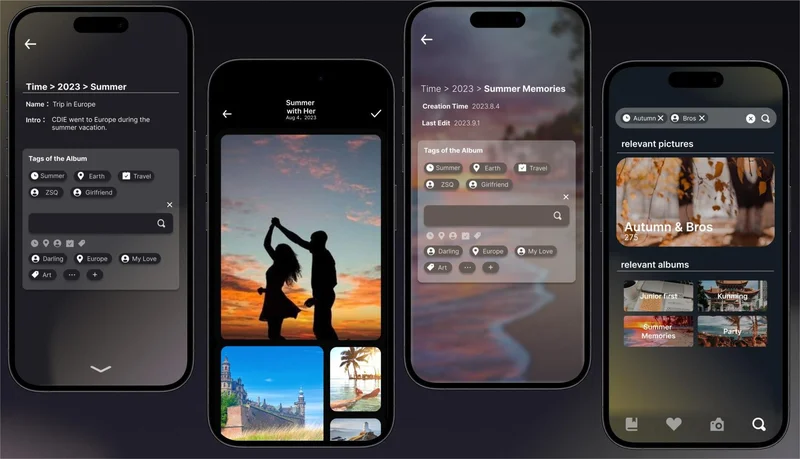 Time > 2023 > Summer
Name : Trip in Europe
Intro : CDIE went to Europe during the
summer vacation.
Tags of the Album
Summer Earth Travel
ZSQ Girlfriend
Darling Europe My Love
Art ... +
Summer
with Her
Aug 4, 2023
Time > 2023 > Summer Memories
Creation Time 2023.8.4
Last Edit 2023.9.1
Tags of the Album
Summer Earth Travel
ZSQ Girlfriend
Darling Europe My Love
Art ... +
Autumn X Bros X
relevant pictures
Autumn & Bros
275
relevant albums
Junior first Kunming
Summer
Memories
Party